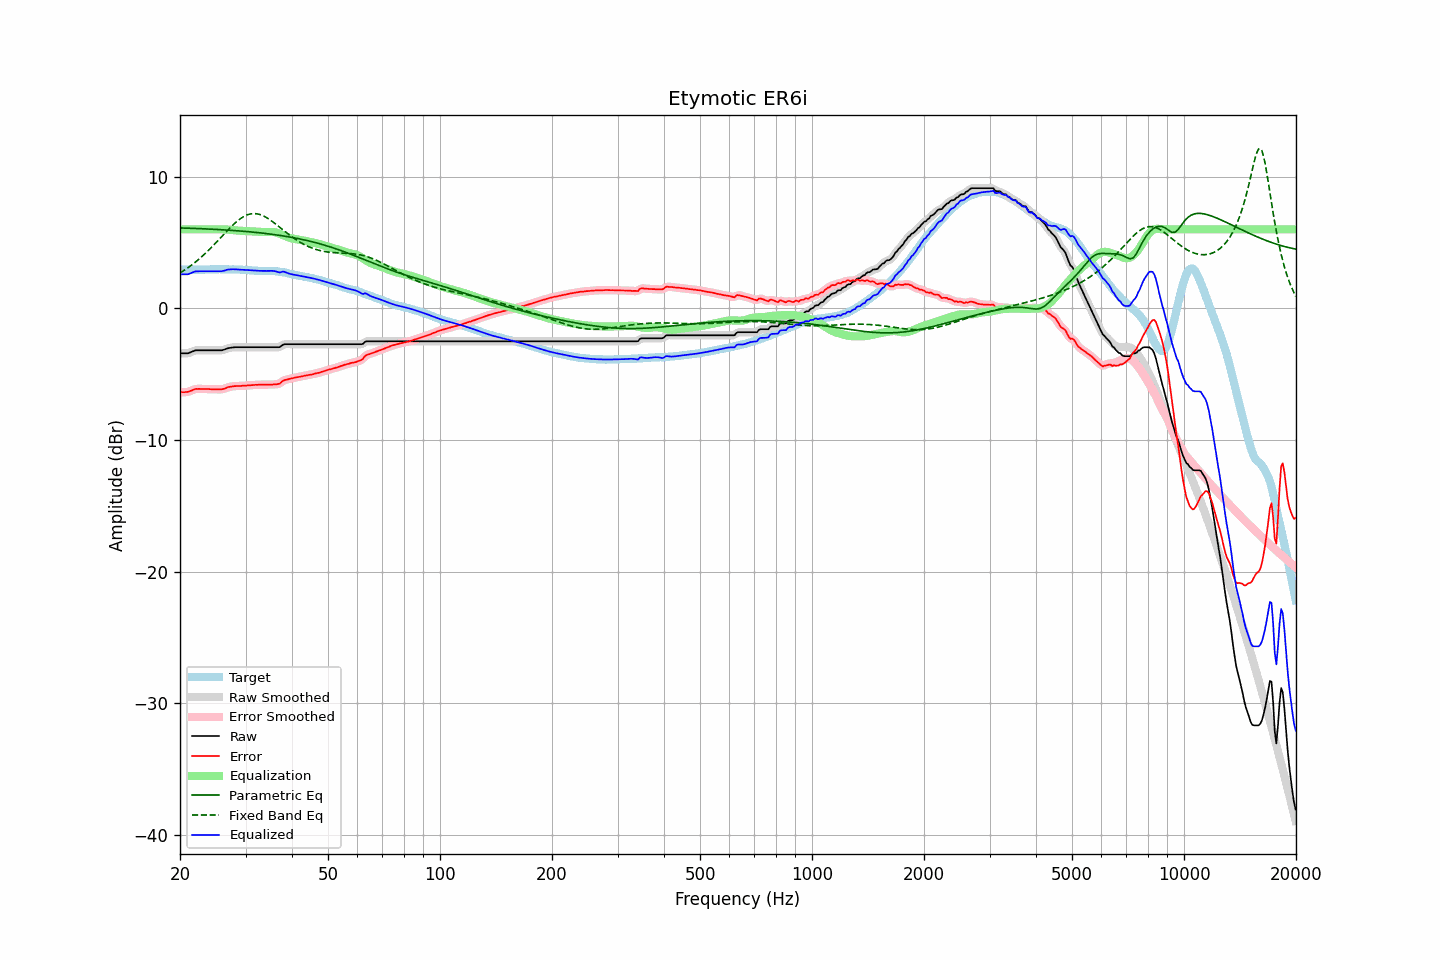 Etymotic ER6i
Amplitude (dBr)
10
0
−10
−20
−30
−40
Target
Raw Smoothed
Error Smoothed
Raw
Error
Equalization
Parametric Eq
Fixed Band Eq
Equalized
20 50 100 200 500 1000 2000 5000 10000 20000
Frequency (Hz)